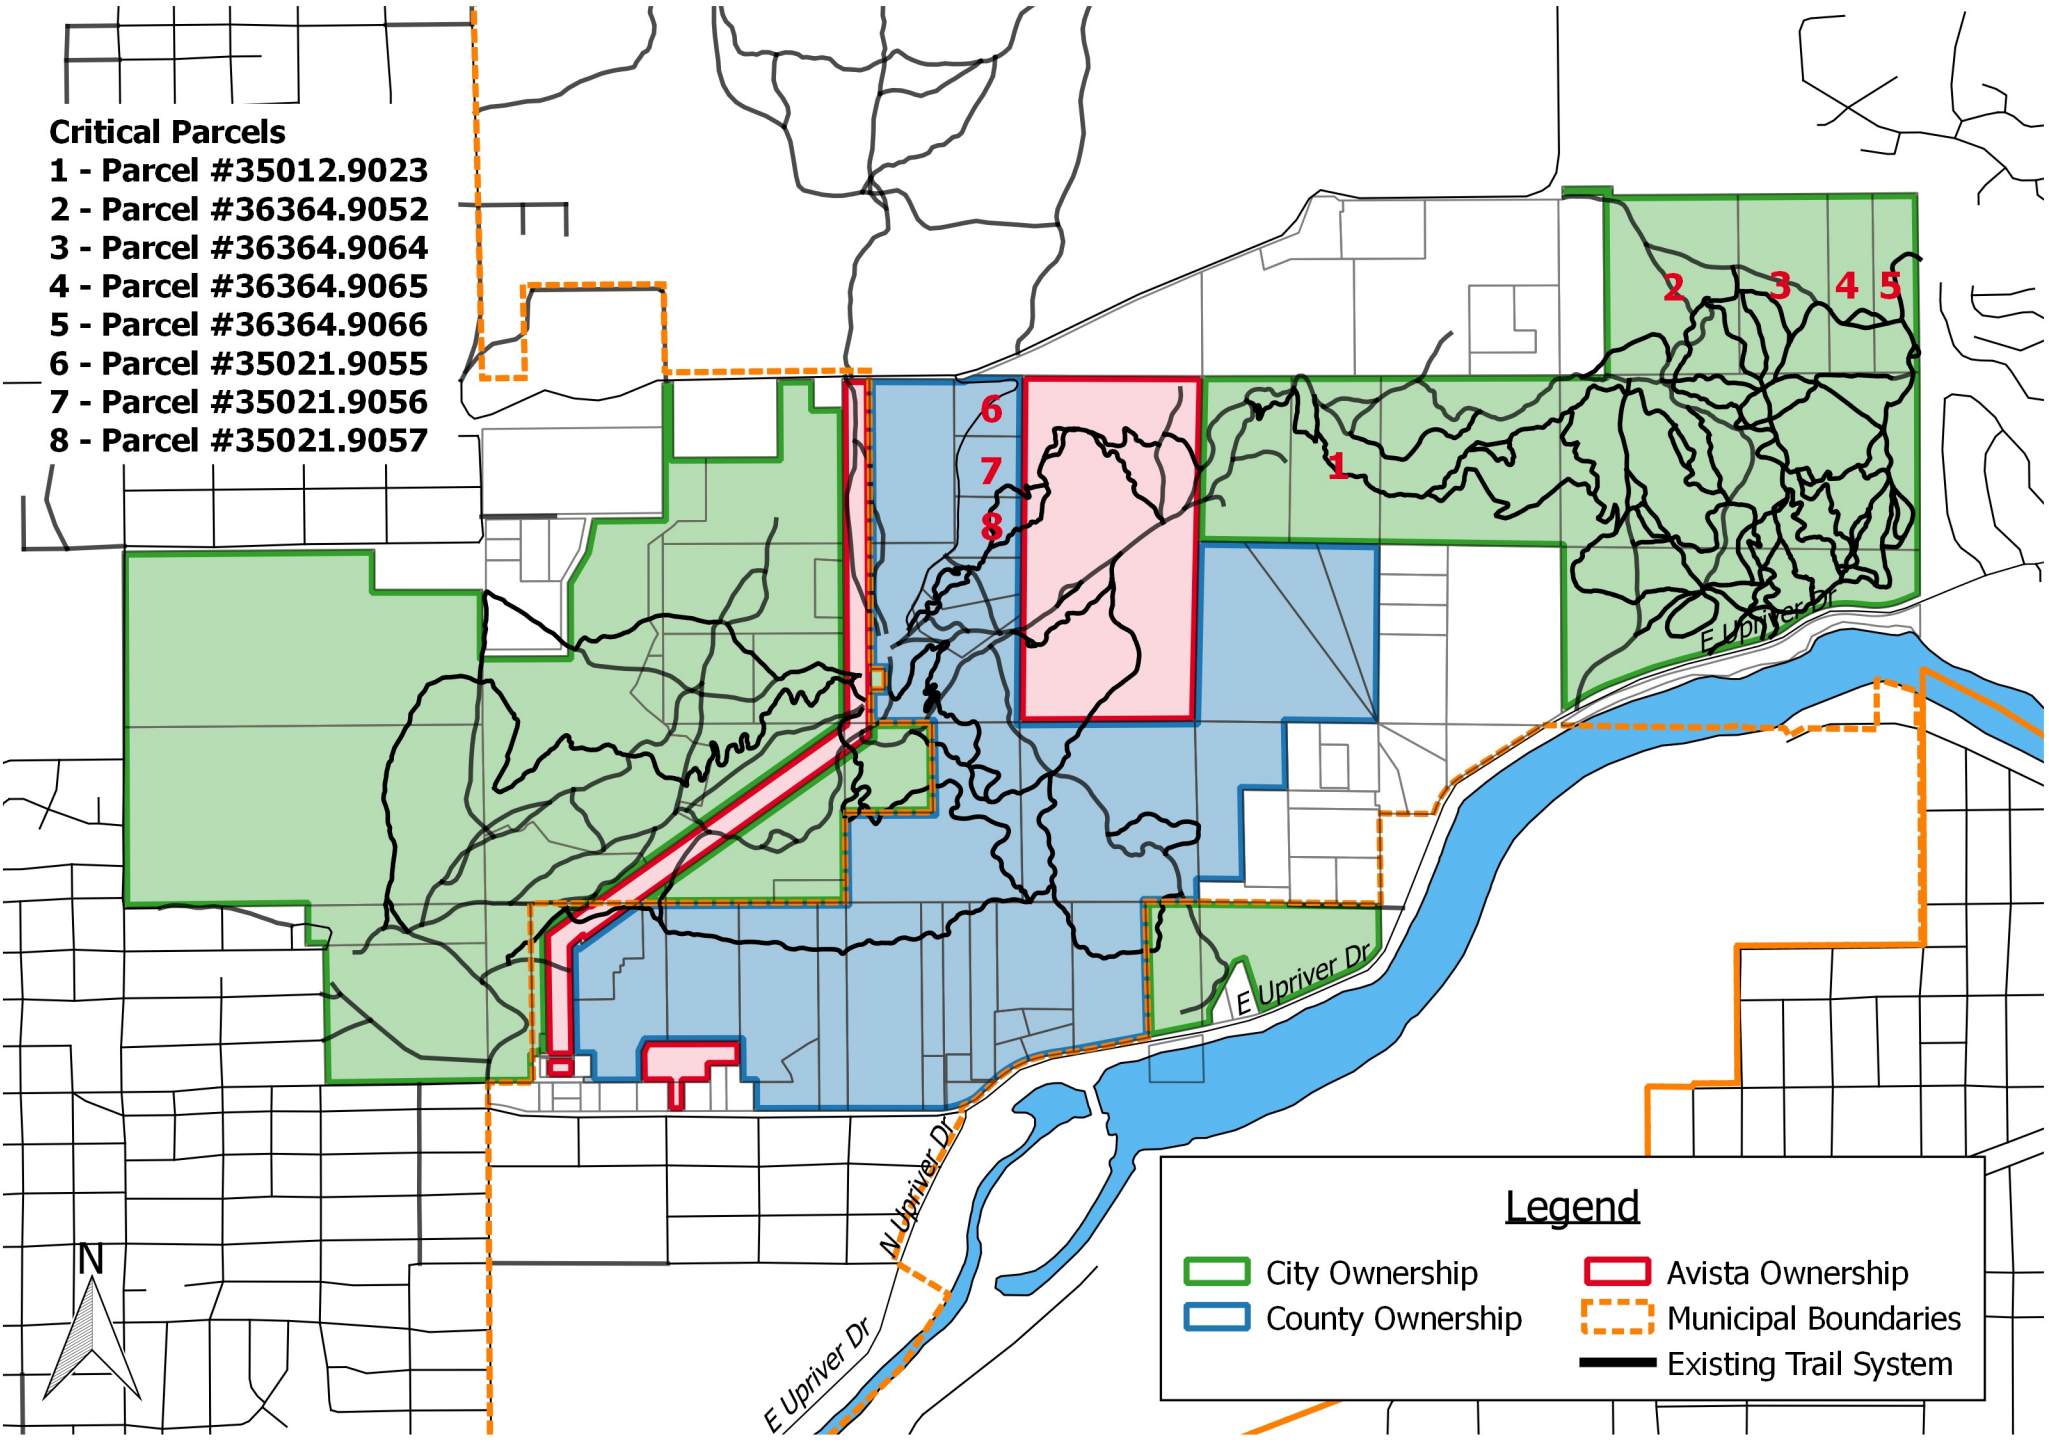 Critical Parcels
1 - Parcel #35012.9023
2 - Parcel #36364.9052
3 - Parcel #36364.9064
4 - Parcel #36364.9065
5 - Parcel #36364.9066
6 - Parcel #35021.9055
7 - Parcel #35021.9056
8 - Parcel #35021.9057
2
3
4
5
6
7
8
1
E Upriver Dr
E Upriver Dr
N Upriver Dr
E Upriver Dr
N
Legend
City Ownership
County Ownership
Avista Ownership
Municipal Boundaries
Existing Trail System